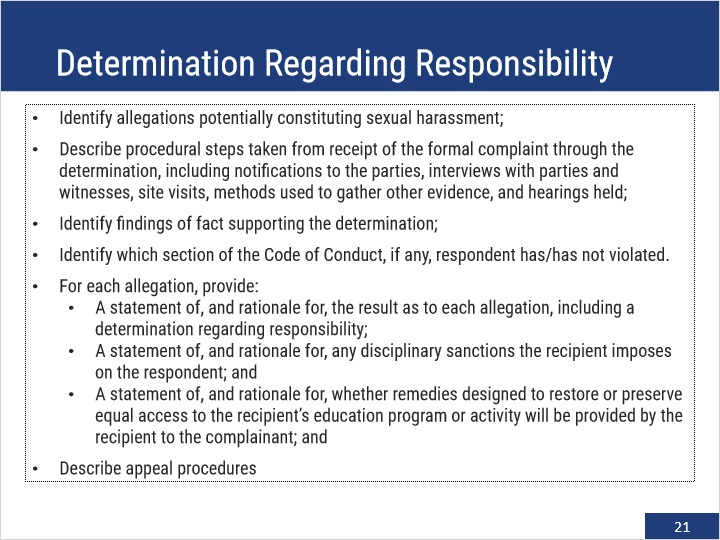 Determination Regarding Responsibility
• Identify allegations potentially constituting sexual harassment;
• Describe procedural steps taken from receipt of the formal complaint through the
determination, including notifications to the parties, interviews with parties and
witnesses, site visits, methods used to gather other evidence, and hearings held;
• Identify findings of fact supporting the determination;
• Identify which section of the Code of Conduct, if any, respondent has/has not violated.
• For each allegation, provide:
• A statement of, and rationale for, the result as to each allegation, including a
determination regarding responsibility;
• A statement of, and rationale for, any disciplinary sanctions the recipient imposes
on the respondent; and
• A statement of, and rationale for, whether remedies designed to restore or preserve
equal access to the recipient's education program or activity will be provided by the
recipient to the complainant; and
• Describe appeal procedures
21